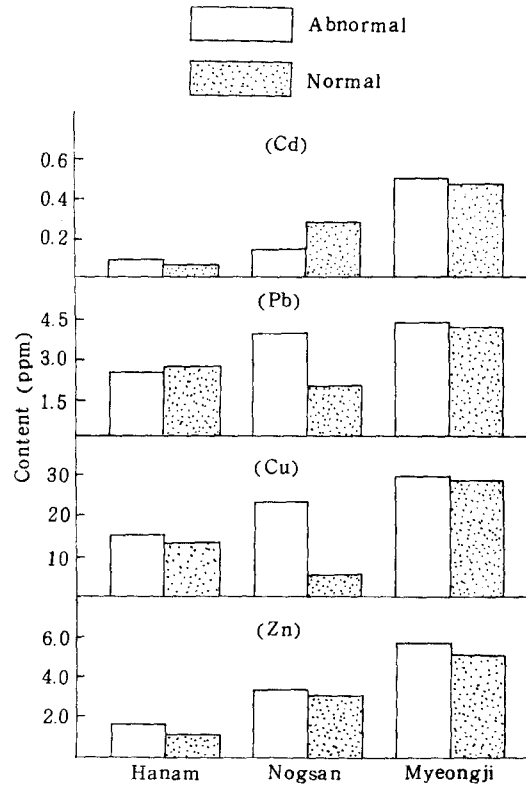 Abnormal
Normal
(Cd)
0.6
0.4
0.2
(Pb)
4.5
3.0
1.5
(Cu)
30
20
10
(Zn)
6.0
4.0
2.0
Content (ppm)
Hanam Nogsan Myeongji